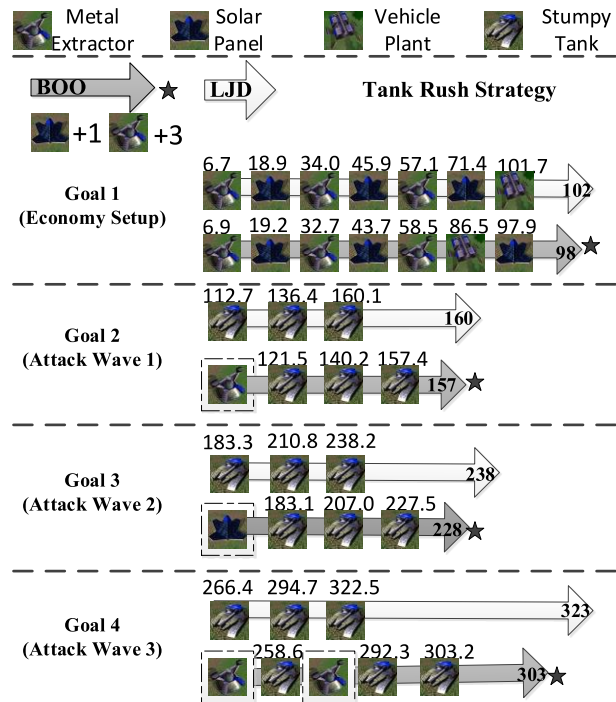 Metal Extractor
Solar Panel
Vehicle Plant
Stumpy Tank
BOO
LJD
Tank Rush Strategy
+1 +3
Goal 1
(Economy Setup)
6.7 18.9 34.0 45.9 57.1 71.4 101.7
102
6.9 19.2 32.7 43.7 58.5 86.5 97.9
98
Goal 2
(Attack Wave 1)
112.7 136.4 160.1
160
121.5 140.2 157.4
157
Goal 3
(Attack Wave 2)
183.3 210.8 238.2
238
183.1 207.0 227.5
228
Goal 4
(Attack Wave 3)
266.4 294.7 322.5
323
258.6 292.3 303.2
303